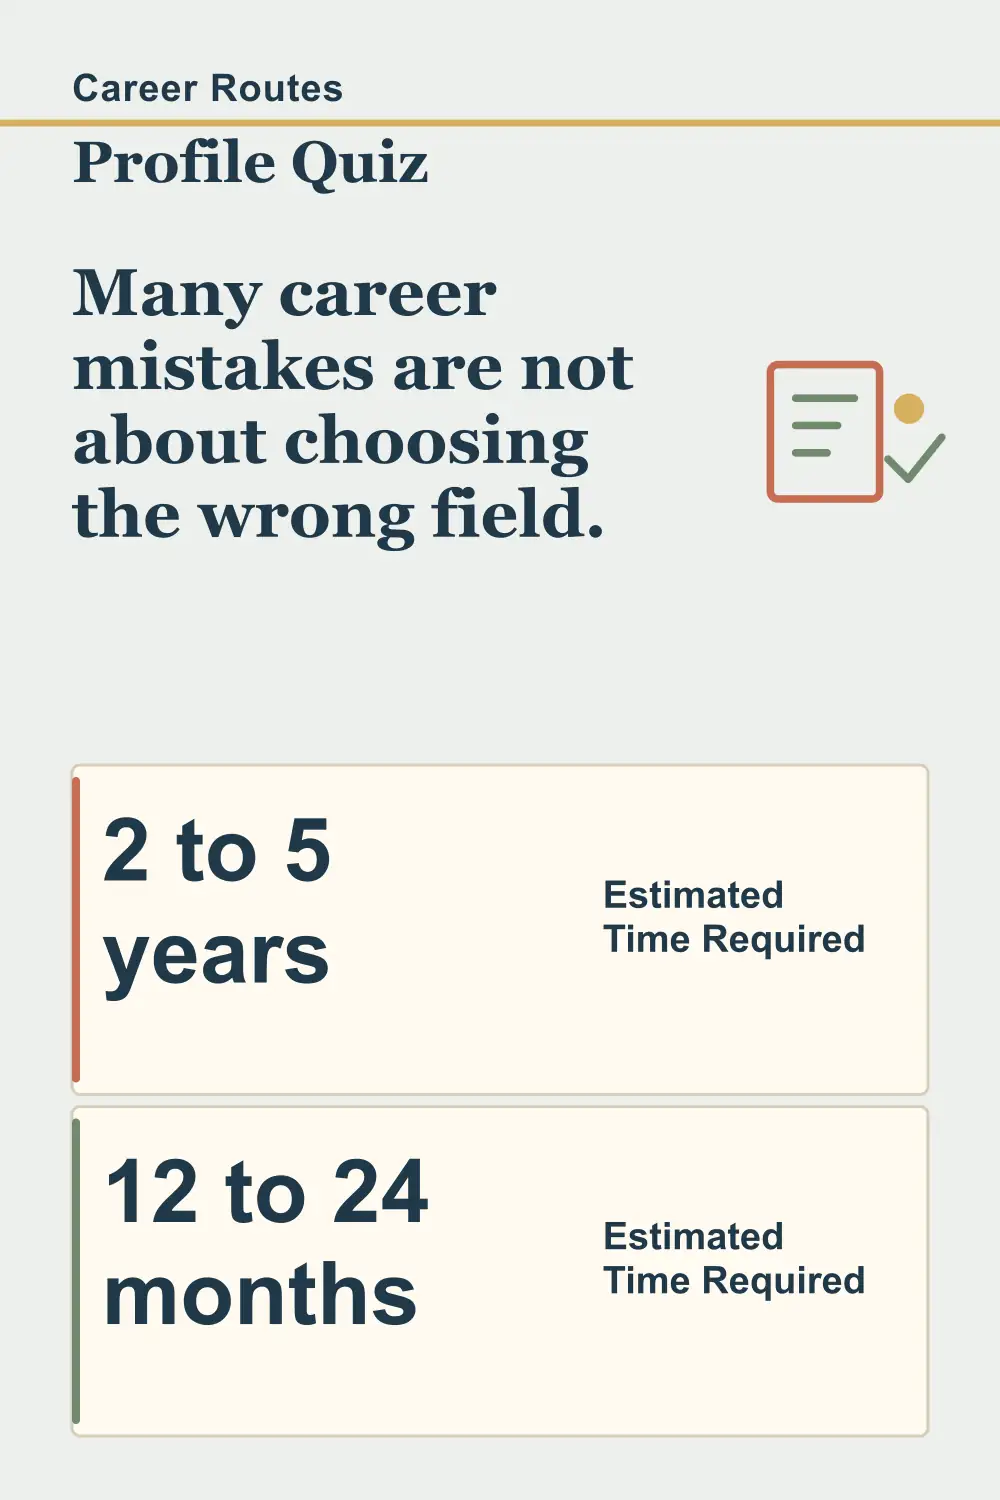 Career Routes
Profile Quiz
Many career
mistakes are not
about choosing
the wrong field.
2 to 5
years
Estimated
Time Required
12 to 24
months
Estimated
Time Required